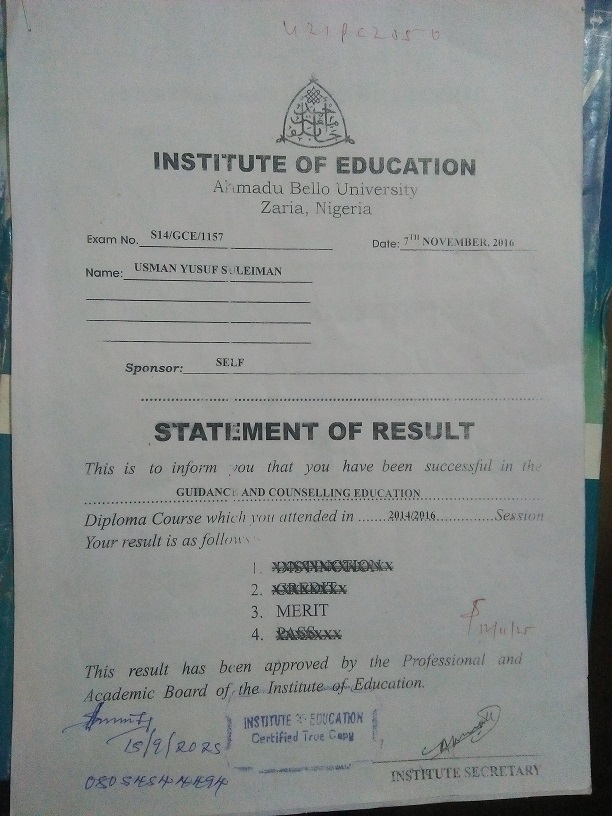 U21PC2050
INSTITUTE OF EDUCATION
Ahmadu Bello University
Zaria, Nigeria
Exam No. S14/GCE/1157 Date: 7TH NOVEMBER, 2016
Name: USMAN YUSUF SULEIMAN
Sponsor: SELF
STATEMENT OF RESULT
This is to inform you that you have been successful in the
GUIDANCE AND COUNSELLING EDUCATION
Diploma Course which you attended in ........2014/2016...............Session
Your result is as follows
1. DISTINCTION
2. CREDIT
3. MERIT
4. PASS
12/11/25
This result has been approved by the Professional and
Academic Board of the Institute of Education.
INSTITUTE OF EDUCATION
Certified True Copy
15/9/2025
INSTITUTE SECRETARY